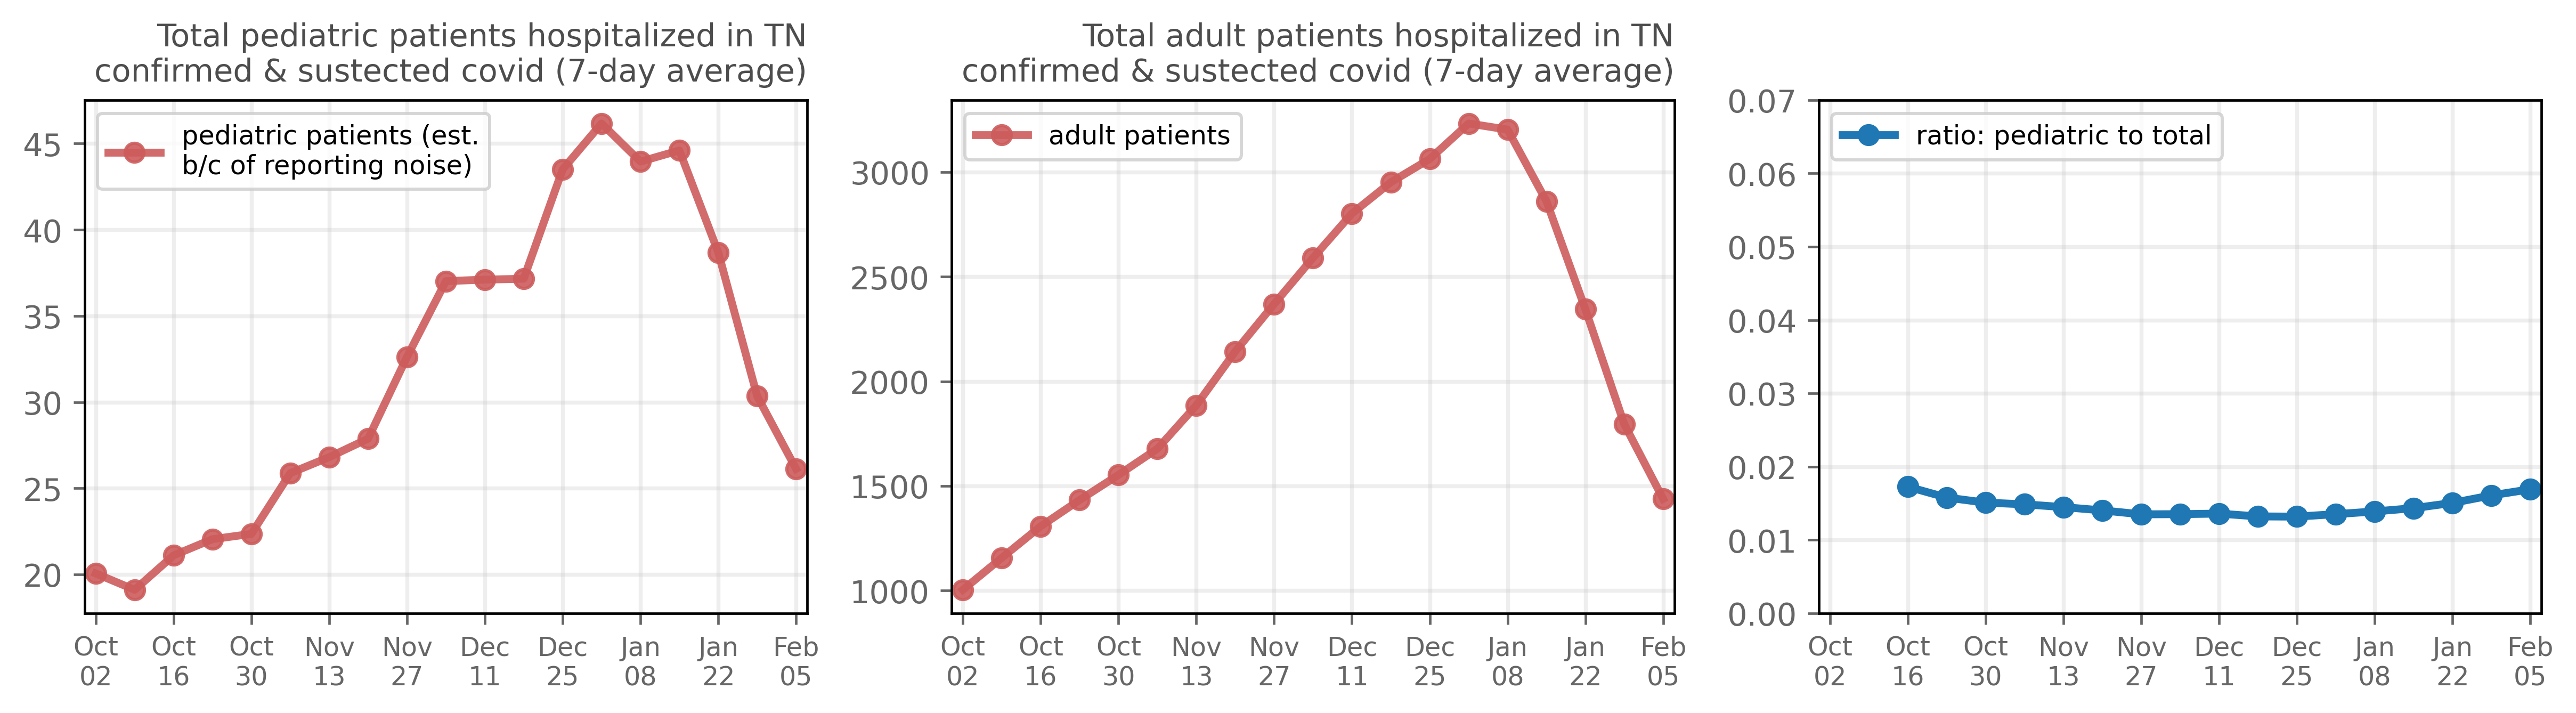 Total pediatric patients hospitalized in TN
confirmed & sustected covid (7-day average)
pediatric patients (est.
b/c of reporting noise)
45
40
35
30
25
20
Oct Oct Oct Nov Nov Dec Dec Jan Jan Feb
02 16 30 13 27 11 25 08 22 05
Total adult patients hospitalized in TN
confirmed & sustected covid (7-day average)
adult patients
3000
2500
2000
1500
1000
Oct Oct Oct Nov Nov Dec Dec Jan Jan Feb
02 16 30 13 27 11 25 08 22 05
0.07
ratio: pediatric to total
0.06
0.05
0.04
0.03
0.02
0.01
0.00
Oct Oct Oct Nov Nov Dec Dec Jan Jan Feb
02 16 30 13 27 11 25 08 22 05